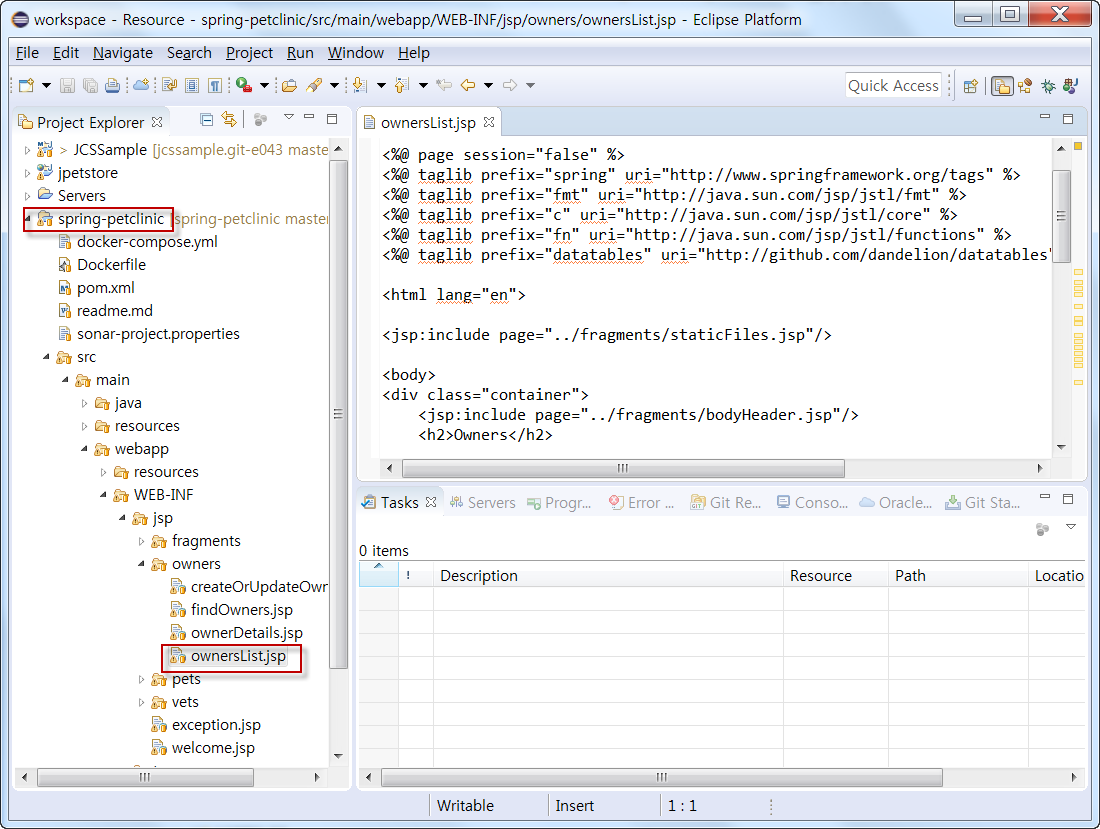 workspace - Resource - spring-petclinic/src/main/webapp/WEB-INF/jsp/owners/ownersList.jsp - Eclipse Platform
File Edit Navigate Search Project Run Window Help
Quick Access
Project Explorer
> JCSSample [jcssample.git-e043 maste
jpetstore
Servers
spring-petclinic spring-petclinic master
docker-compose.yml
Dockerfile
pom.xml
readme.md
sonar-project.properties
src
main
java
resources
webapp
resources
WEB-INF
jsp
fragments
owners
createOrUpdateOwr
findOwners.jsp
ownerDetails.jsp
ownersList.jsp
pets
vets
exception.jsp
welcome.jsp
ownersList.jsp
<%@ page session="false" %>
<%@ taglib prefix="spring" uri="http://www.springframework.org/tags" %>
<%@ taglib prefix="fmt" uri="http://java.sun.com/jsp/jstl/fmt" %>
<%@ taglib prefix="c" uri="http://java.sun.com/jsp/jstl/core" %>
<%@ taglib prefix="fn" uri="http://java.sun.com/jsp/jstl/functions" %>
<%@ taglib prefix="datatables" uri="http://github.com/dandelion/datatables"
<html lang="en">
<jsp:include page="../fragments/staticFiles.jsp"/>
<body>
<div class="container">
<jsp:include page="../fragments/bodyHeader.jsp"/>
<h2>Owners</h2>
Tasks Servers Progr... Error ... Git Re... Conso... Oracle... Git Sta...
0 items
! Description Resource Path Locatio
Writable Insert 1 : 1